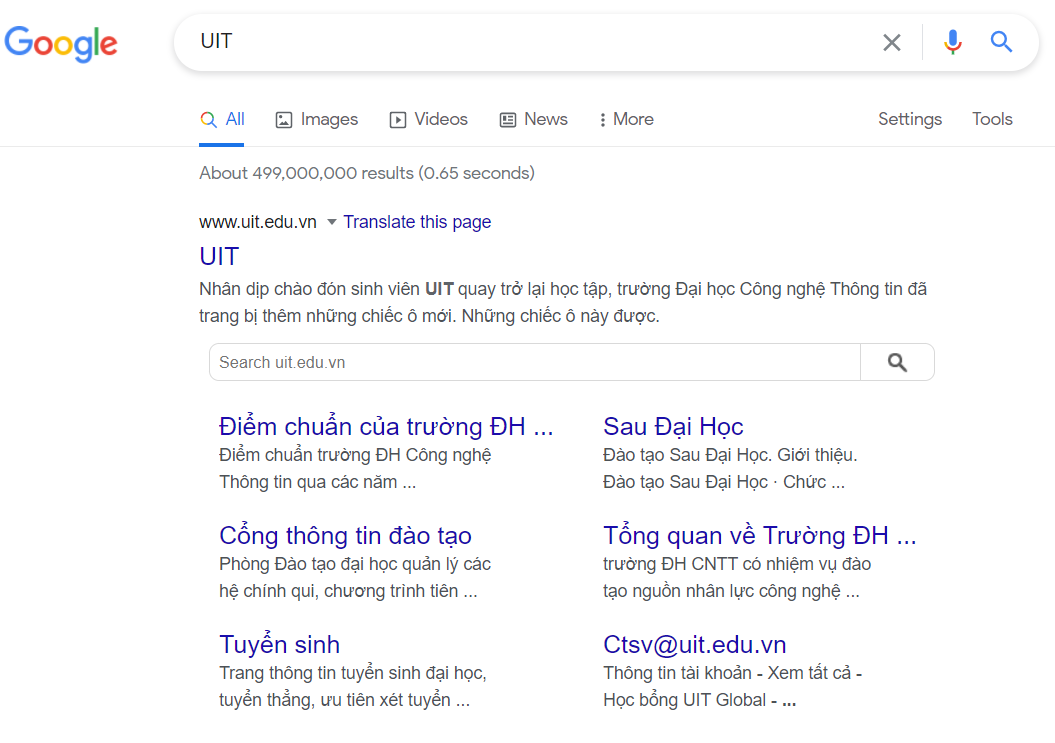 Google
UIT
All Images Videos News More Settings Tools
About 499,000,000 results (0.65 seconds)
www.uit.edu.vn Translate this page
UIT
Nhân dịp chào đón sinh viên UIT quay trở lại học tập, trường Đại học Công nghệ Thông tin đã
trang bị thêm những chiếc ô mới. Những chiếc ô này được.
Search uit.edu.vn
Điểm chuẩn của trường ĐH ...
Điểm chuẩn trường ĐH Công nghệ
Thông tin qua các năm ...
Sau Đại Học
Đào tạo Sau Đại Học. Giới thiệu.
Đào tạo Sau Đại Học · Chức ...
Cổng thông tin đào tạo
Phòng Đào tạo đại học quản lý các
hệ chính qui, chương trình tiên ...
Tổng quan về Trường ĐH ...
trường ĐH CNTT có nhiệm vụ đào
tạo nguồn nhân lực công nghệ ...
Tuyển sinh
Trang thông tin tuyển sinh đại học,
tuyển thẳng, ưu tiên xét tuyển ...
Ctsv@uit.edu.vn
Thông tin tài khoản - Xem tất cả -
Học bổng UIT Global - ...